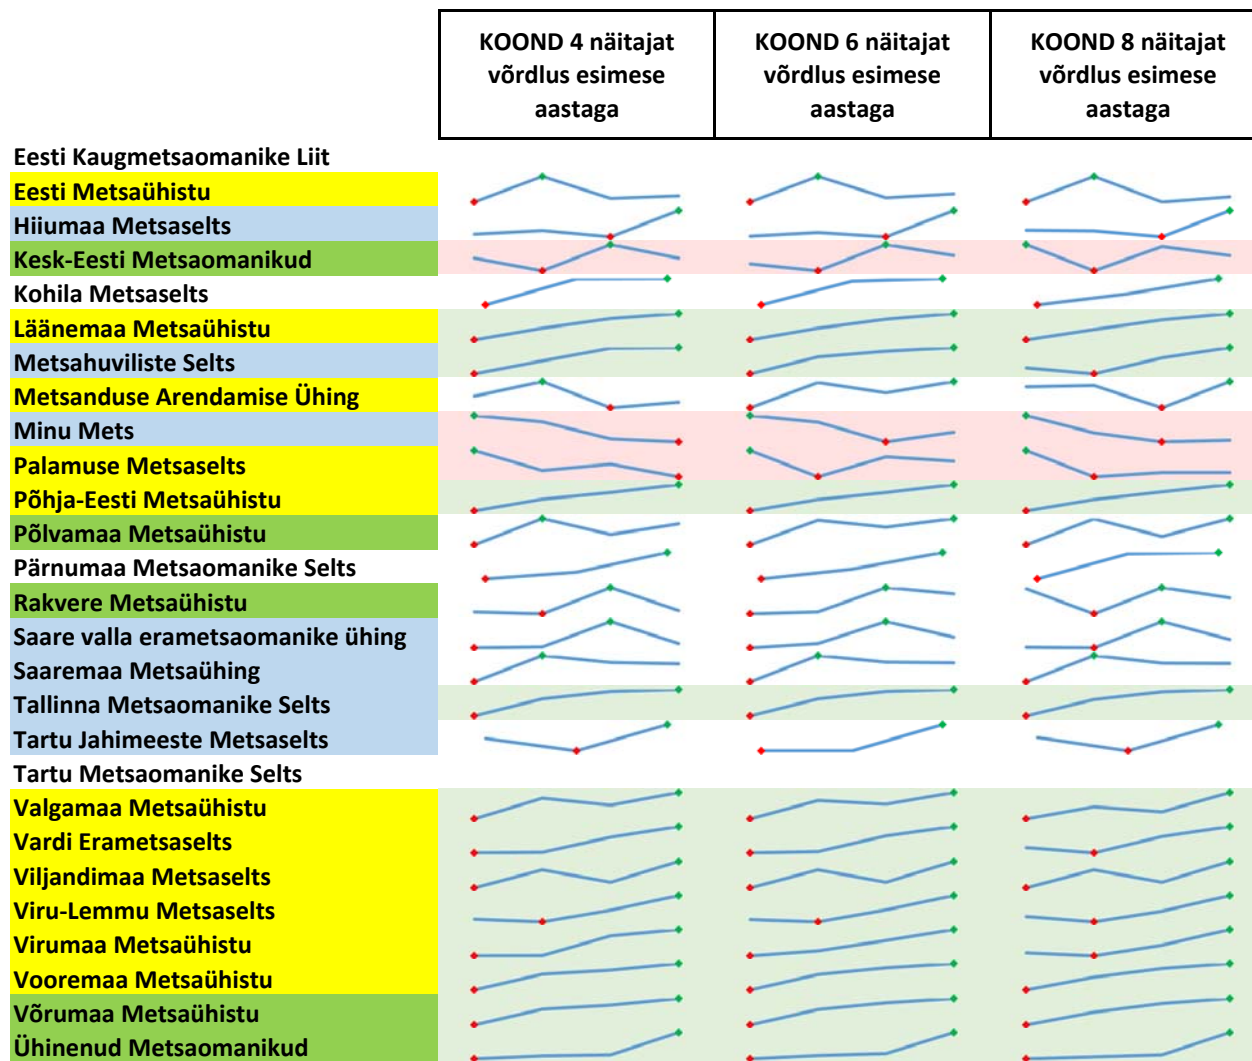 KOOND 4 näitajat
võrdlus esimese
aastaga
KOOND 6 näitajat
võrdlus esimese
aastaga
KOOND 8 näitajat
võrdlus esimese
aastaga
Eesti Kaugmetsaomanike Liit
Eesti Metsaühistu
Hiiumaa Metsaselts
Kesk-Eesti Metsaomanikud
Kohila Metsaselts
Läänemaa Metsaühistu
Metsahuviliste Selts
Metsanduse Arendamise Ühing
Minu Mets
Palamuse Metsaselts
Põhja-Eesti Metsaühistu
Põlvamaa Metsaühistu
Pärnumaa Metsaomanike Selts
Rakvere Metsaühistu
Saare valla erametsaomanike ühing
Saaremaa Metsaühing
Tallinna Metsaomanike Selts
Tartu Jahimeeste Metsaselts
Tartu Metsaomanike Selts
Valgamaa Metsaühistu
Vardi Erametsaselts
Viljandimaa Metsaselts
Viru-Lemmu Metsaselts
Virumaa Metsaühistu
Vooremaa Metsaühistu
Võrumaa Metsaühistu
Ühinenud Metsaomanikud